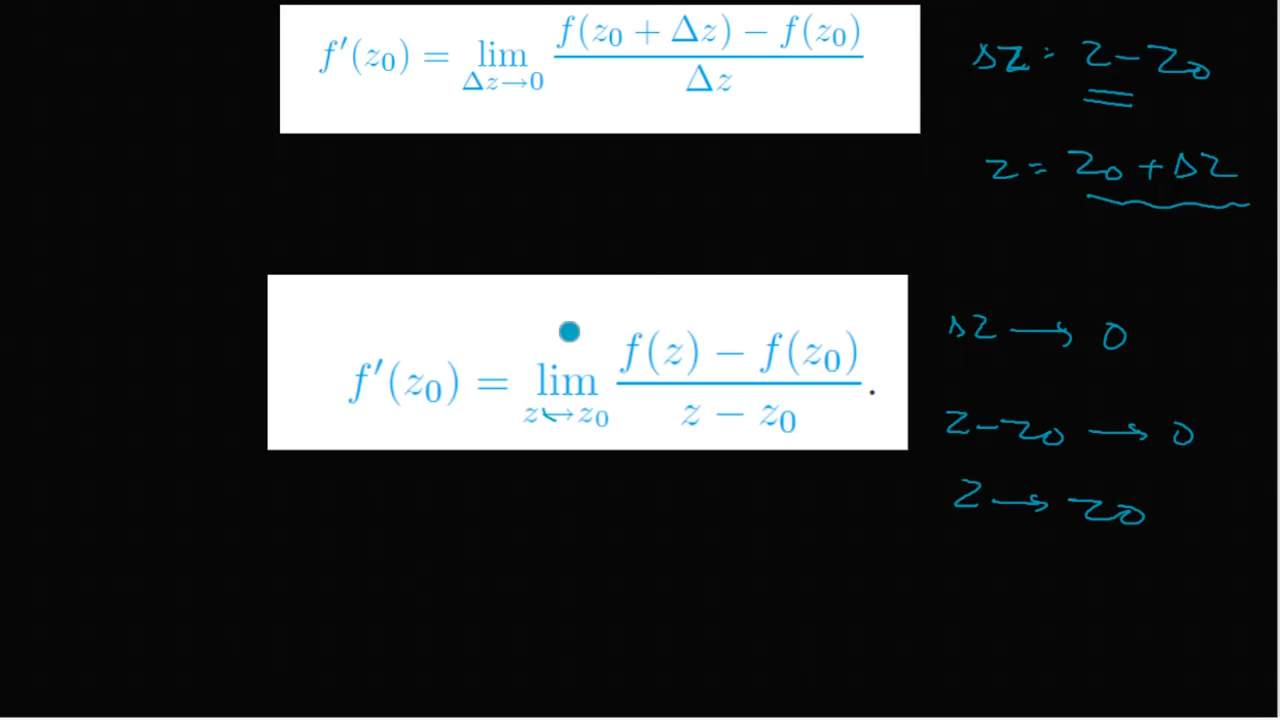 f′(z₀) = lim_{Δz→0} (f(z₀ + Δz) − f(z₀)) / Δz
Δz = z − z₀
z = z₀ + Δz
f′(z₀) = lim_{z→z₀} (f(z) − f(z₀)) / (z − z₀) .
Δz → 0
z − z₀ → 0
z → z₀